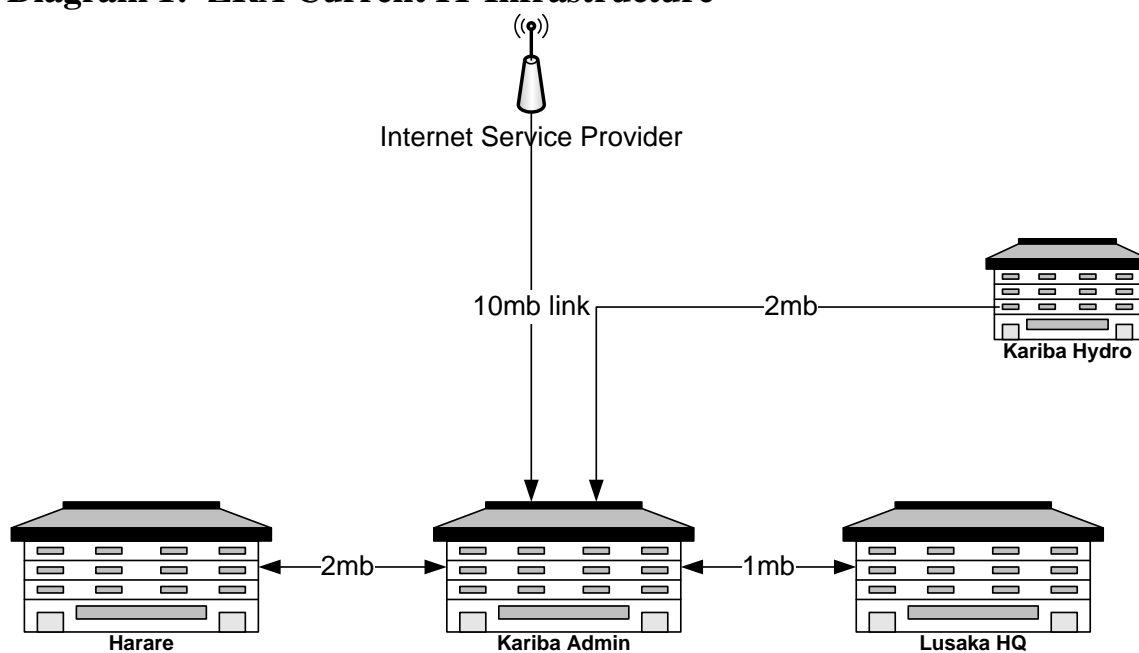 Diagram 1: ZRA Current IT Infrastructure
Internet Service Provider
10mb link
2mb
Kariba Hydro
2mb
1mb
Harare
Kariba Admin
Lusaka HQ